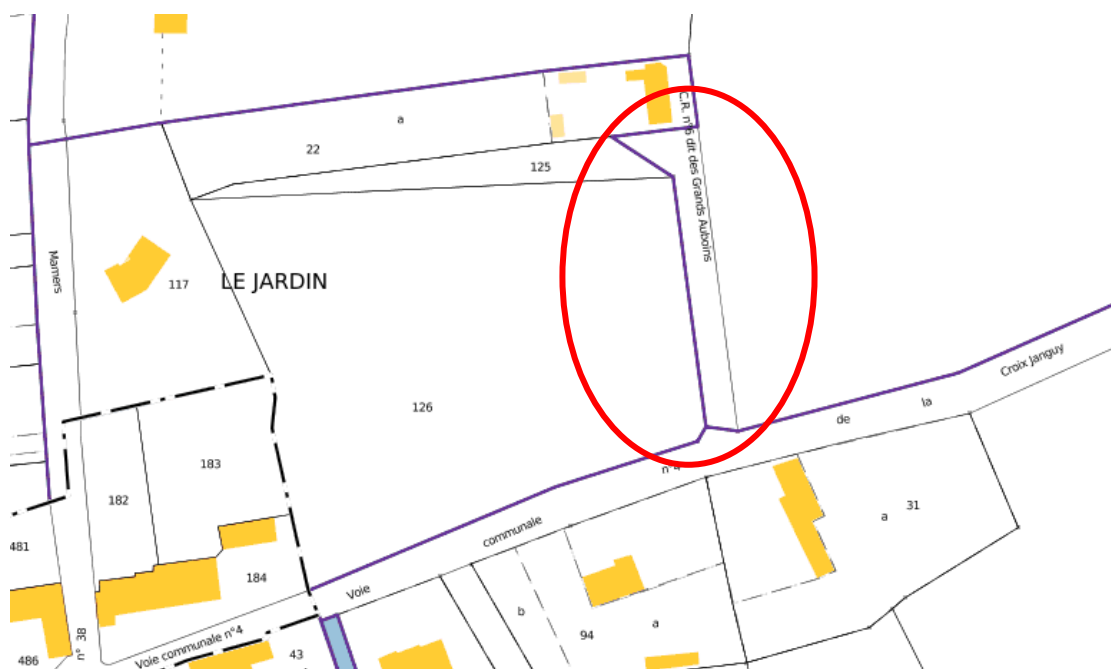 a
22
125
C.R. n°6 dit des Grands Auboins
Mamers
117
LE JARDIN
126
Croix Janguy
la
de
n°4
communale
Voie
183
182
481
184
Voie communale n°4
n° 38
486
43
b
94
a
a
31